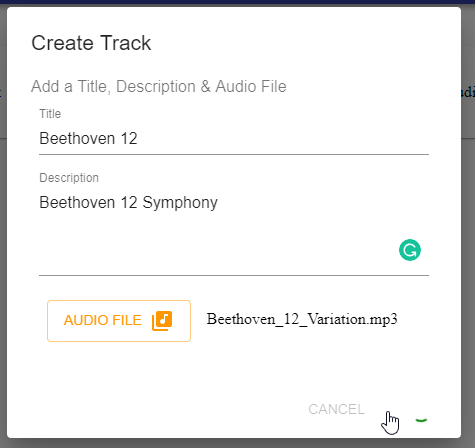 Create Track
Add a Title, Description & Audio File
Title
Beethoven 12
Description
Beethoven 12 Symphony
G
AUDIO FILE Beethoven_12_Variation.mp3
CANCEL